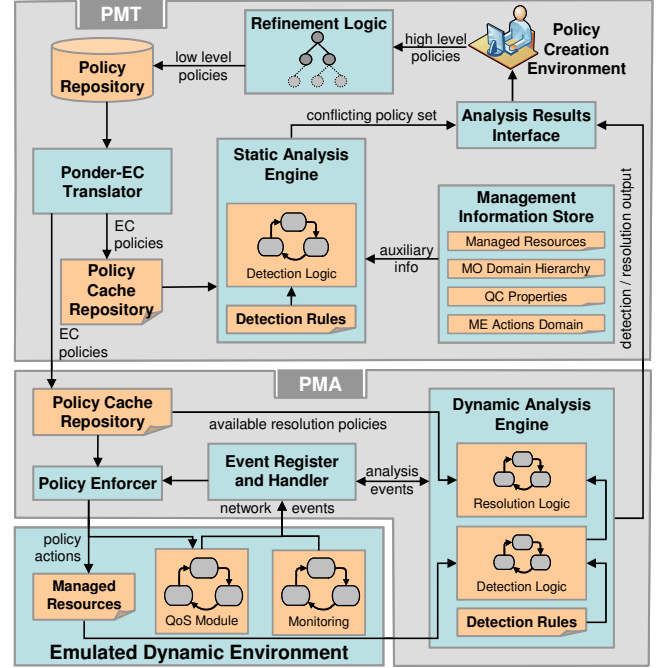 PMT
Refinement Logic
Policy
Creation
Environment
high level
policies
low level
policies
Policy
Repository
conflicting policy set
Analysis Results
Interface
Ponder-EC
Translator
Static Analysis
Engine
Management
Information Store
Managed Resources
MO Domain Hierarchy
QC Properties
ME Actions Domain
EC
policies
Detection Logic
auxiliary
info
Policy
Cache
Repository
Detection Rules
EC
policies
detection / resolution output
PMA
Policy Cache
Repository
available resolution policies
Dynamic Analysis
Engine
Policy Enforcer
Event Register
and Handler
analysis
events
Resolution Logic
network events
policy
actions
Managed
Resources
QoS Module
Monitoring
Detection Logic
Detection Rules
Emulated Dynamic Environment